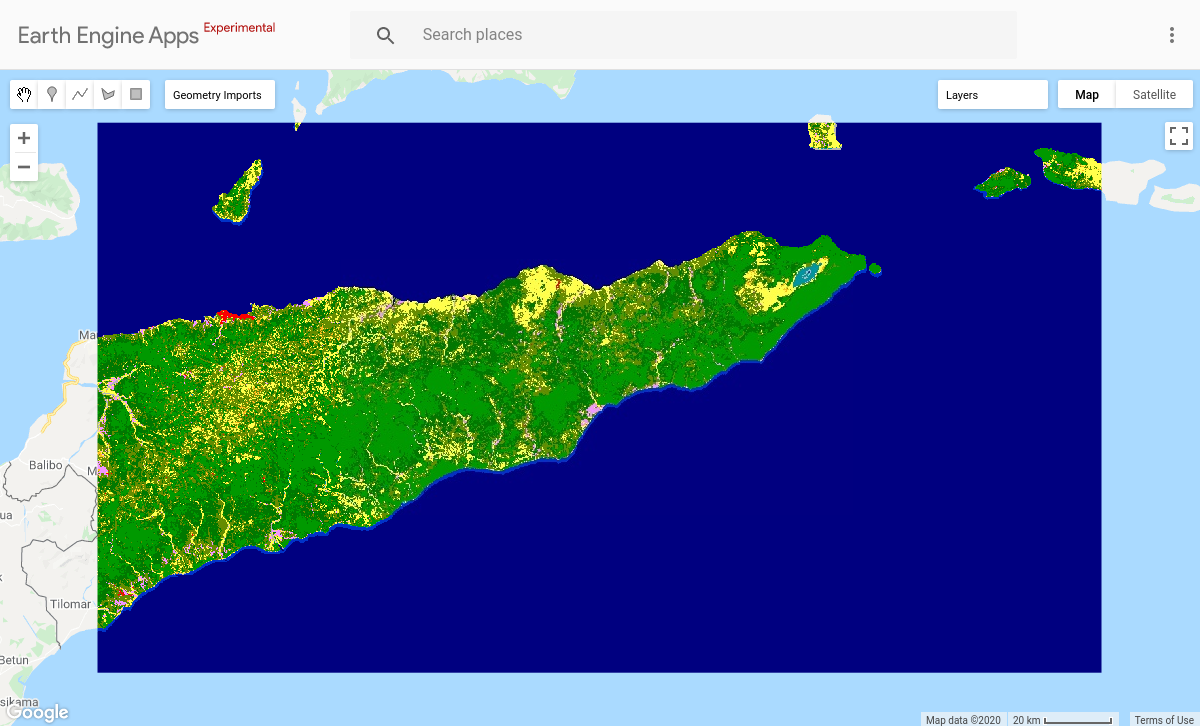 Earth Engine Apps Experimental
Search places
Geometry Imports
Layers
Map Satellite
+
−
Ma
Balibo
M
ua
Tilomar
Betun
sikama
Google
Map data ©2020 20 km Terms of Use